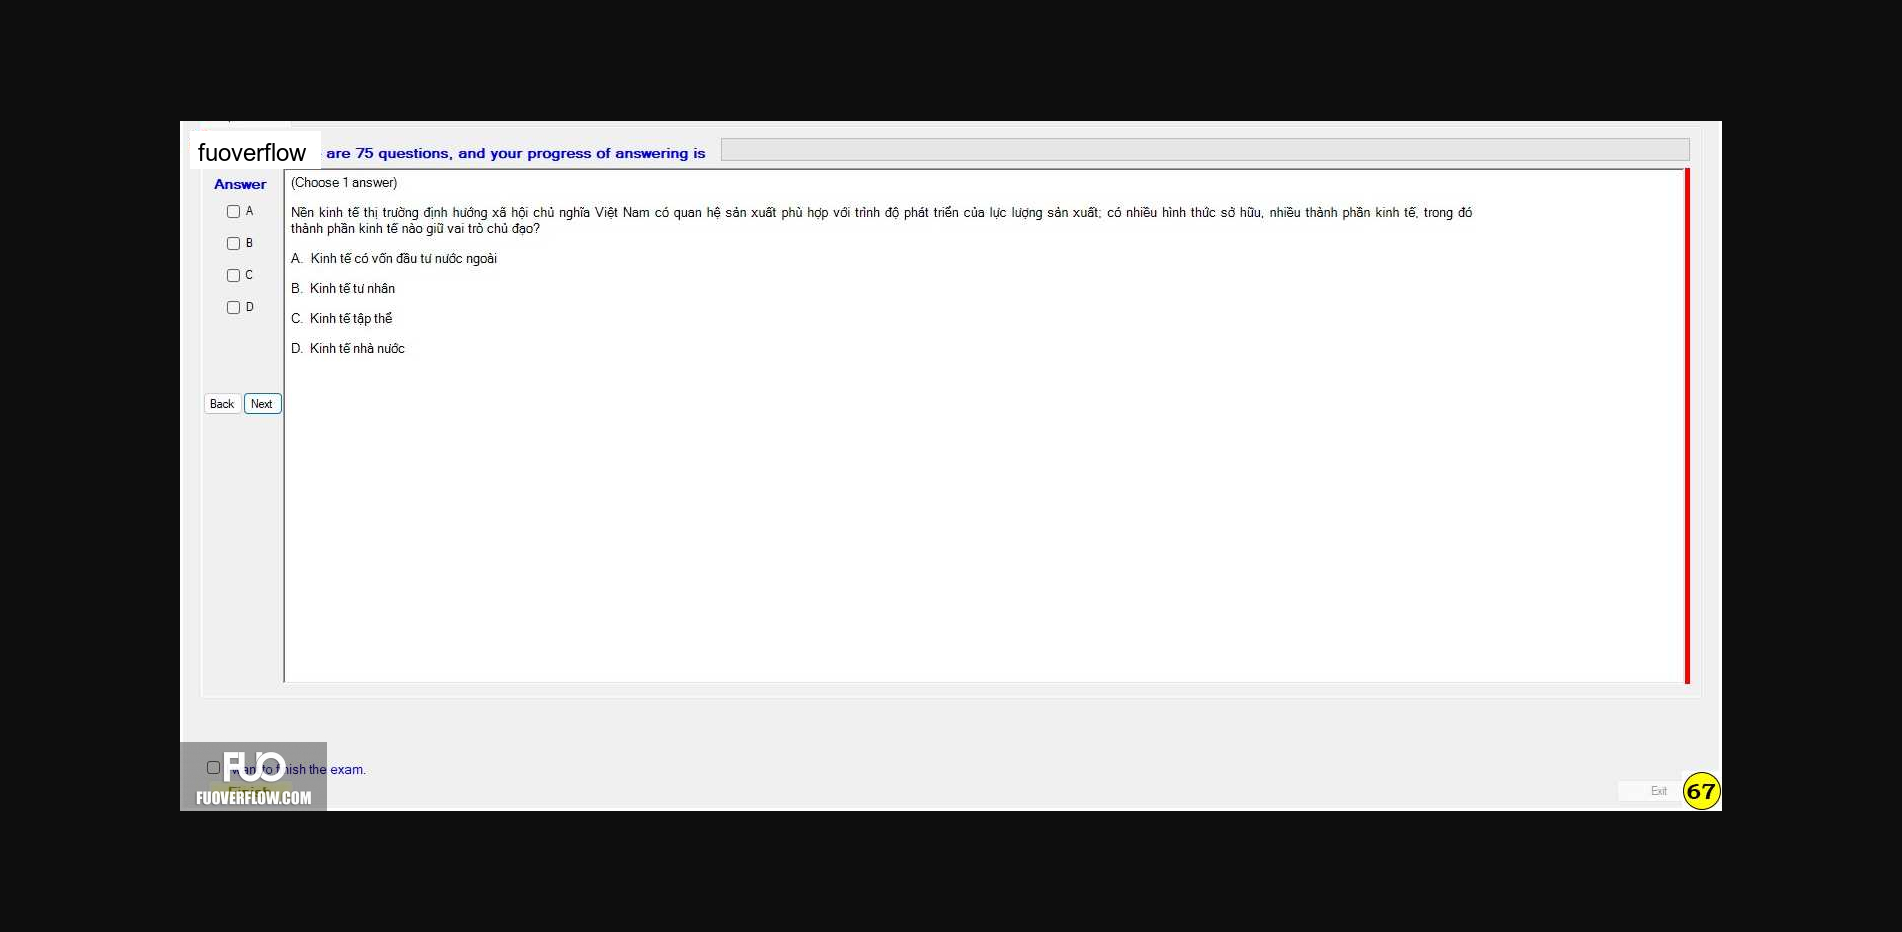 fuoverflow are 75 questions, and your progress of answering is
Answer
(Choose 1 answer)
A
Nền kinh tế thị trường định hướng xã hội chủ nghĩa Việt Nam có quan hệ sản xuất phù hợp với trình độ phát triển của lực lượng sản xuất; có nhiều hình thức sở hữu, nhiều thành phần kinh tế, trong đó
thành phần kinh tế nào giữ vai trò chủ đạo?
B
A. Kinh tế có vốn đầu tư nước ngoài
C
B. Kinh tế tư nhân
D
C. Kinh tế tập thể
D. Kinh tế nhà nước
Back Next
FUO
want to finish the exam.
Finish
FUOVERFLOW.COM
Exit
67